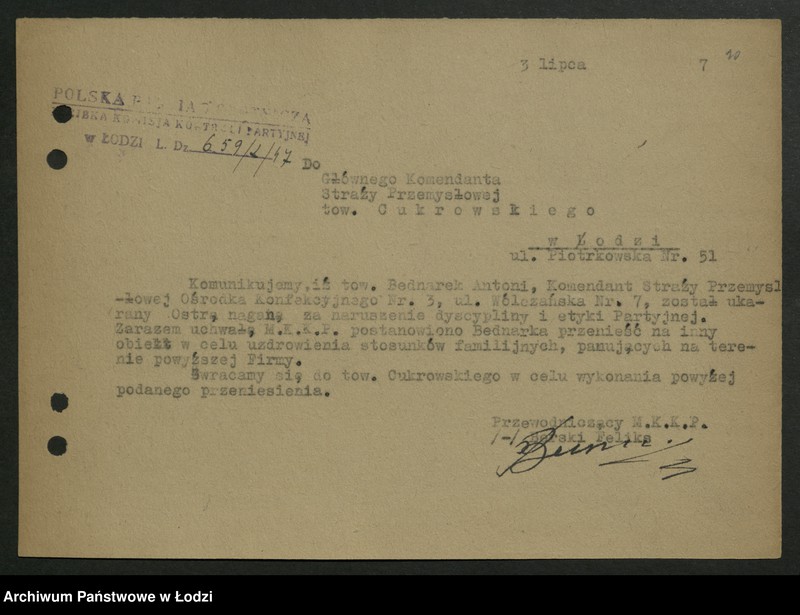 3 lipca 7
POLSKA
KOMISJA KONTROLI PARTYJNEJ
W ŁODZI L. Dz. 659/I/47
Do
Głównego Komendanta
Straży Przemysłowej
tow. C u k r o w s k i e g o
w Ł o d z i
ul. Piotrkowska Nr. 51
Komunikujemy,iż tow. Bednarek Antoni, Komendant Straży Przemysł
-łowej Ośrodka Konfekcyjnego Nr. 3, ul. Wólczańska Nr. 7, został uka-
rany Ostrą naganą za naruszenie dyscypliny i etyki Partyjnej.
Zarazem uchwałą M.K.K.P. postanowiono Bednarka przenieść na inny
obiekt w celu uzdrowienia stosunków familijnych, panujących na tere-
nie powyższej Firmy.
Zwracamy się do tow. Cukrowskiego w celu wykonania powyżej
podanego przeniesienia.
Przewodniczący M.K.K.P.
/-/ Feliks
Archiwum Państwowe w Łodzi